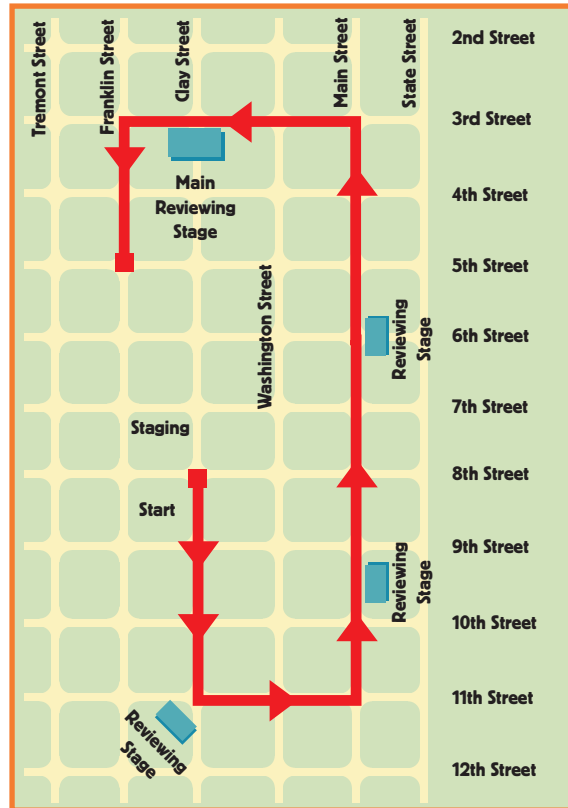 Tremont Street
Franklin Street
Clay Street
Main Street
State Street
2nd Street
3rd Street
Main
Reviewing
Stage
4th Street
5th Street
Washington Street
Reviewing
Stage
6th Street
7th Street
Staging
8th Street
Start
9th Street
Reviewing
Stage
10th Street
11th Street
Reviewing
Stage
12th Street